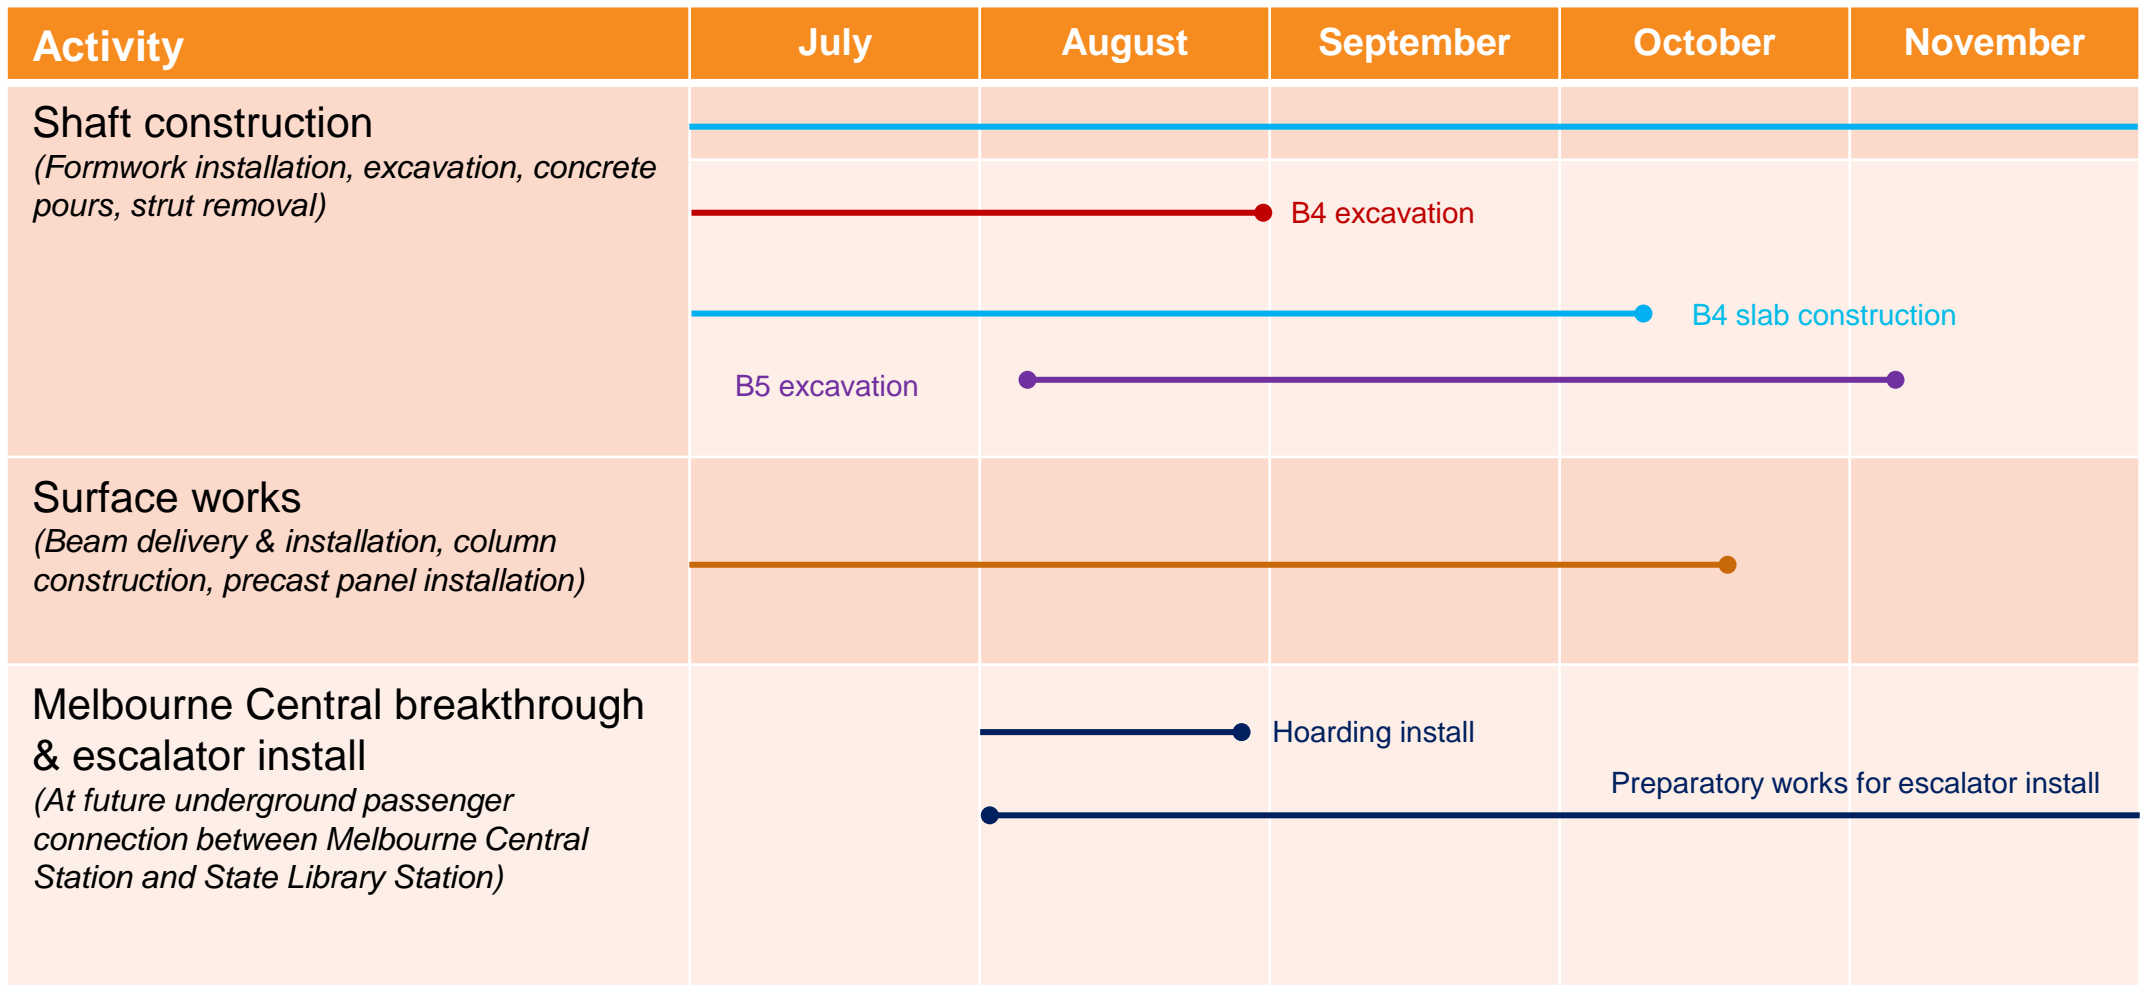 Activity
July
August
September
October
November
Shaft construction
(Formwork installation, excavation, concrete
pours, strut removal)
B4 excavation
B4 slab construction
B5 excavation
Surface works
(Beam delivery & installation, column
construction, precast panel installation)
Melbourne Central breakthrough
& escalator install
(At future underground passenger
connection between Melbourne Central
Station and State Library Station)
Hoarding install
Preparatory works for escalator install